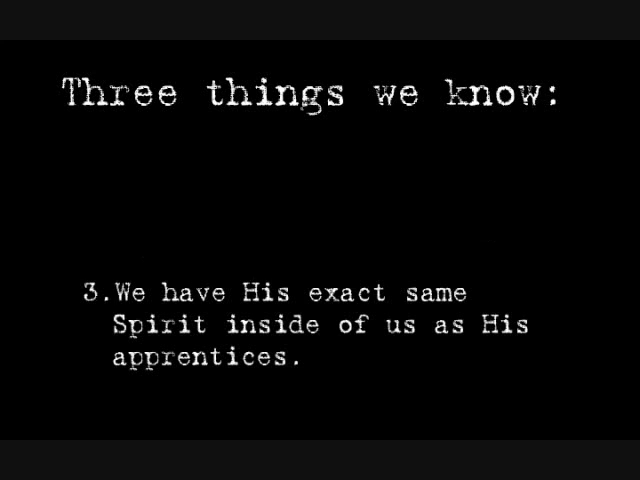 Three things we know:
3.We have His exact same
Spirit inside of us as His
apprentices.